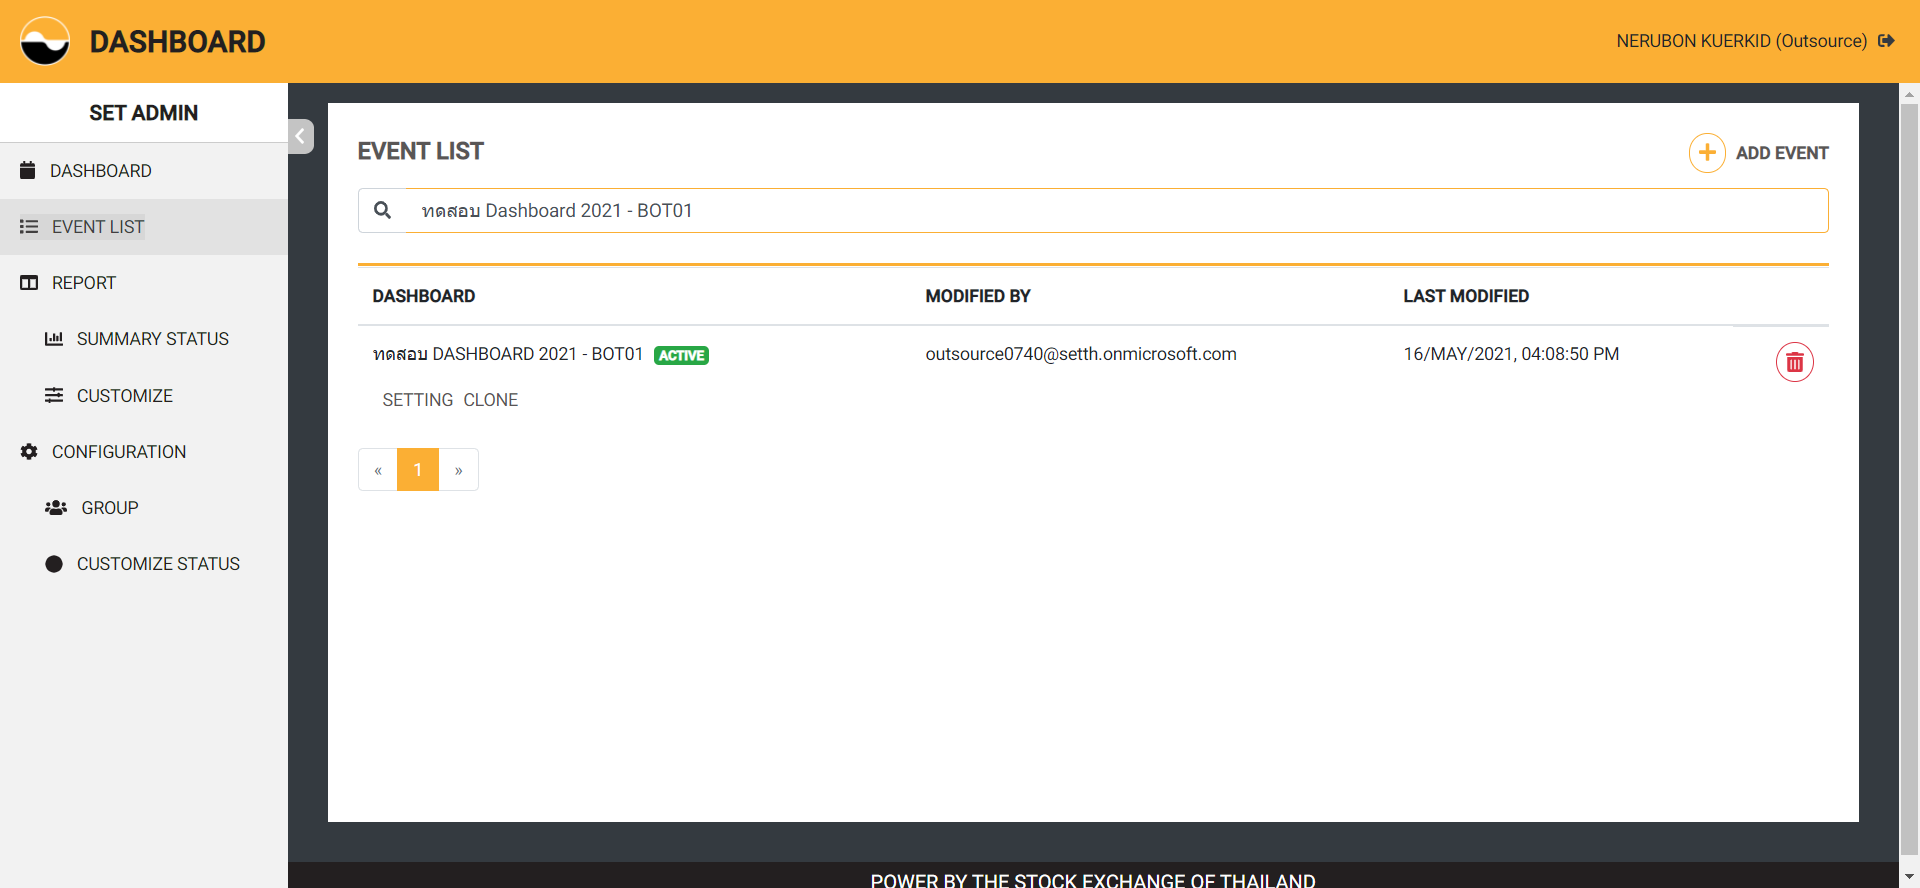 DASHBOARD
NERUBON KUERKID (Outsource)
SET ADMIN
DASHBOARD
EVENT LIST
REPORT
SUMMARY STATUS
CUSTOMIZE
CONFIGURATION
GROUP
CUSTOMIZE STATUS
EVENT LIST
ADD EVENT
ทดสอบ Dashboard 2021 - BOT01
DASHBOARD MODIFIED BY LAST MODIFIED
ทดสอบ DASHBOARD 2021 - BOT01 ACTIVE outsource0740@setth.onmicrosoft.com 16/MAY/2021, 04:08:50 PM
SETTING CLONE
« 1 »
POWER BY THE STOCK EXCHANGE OF THAILAND